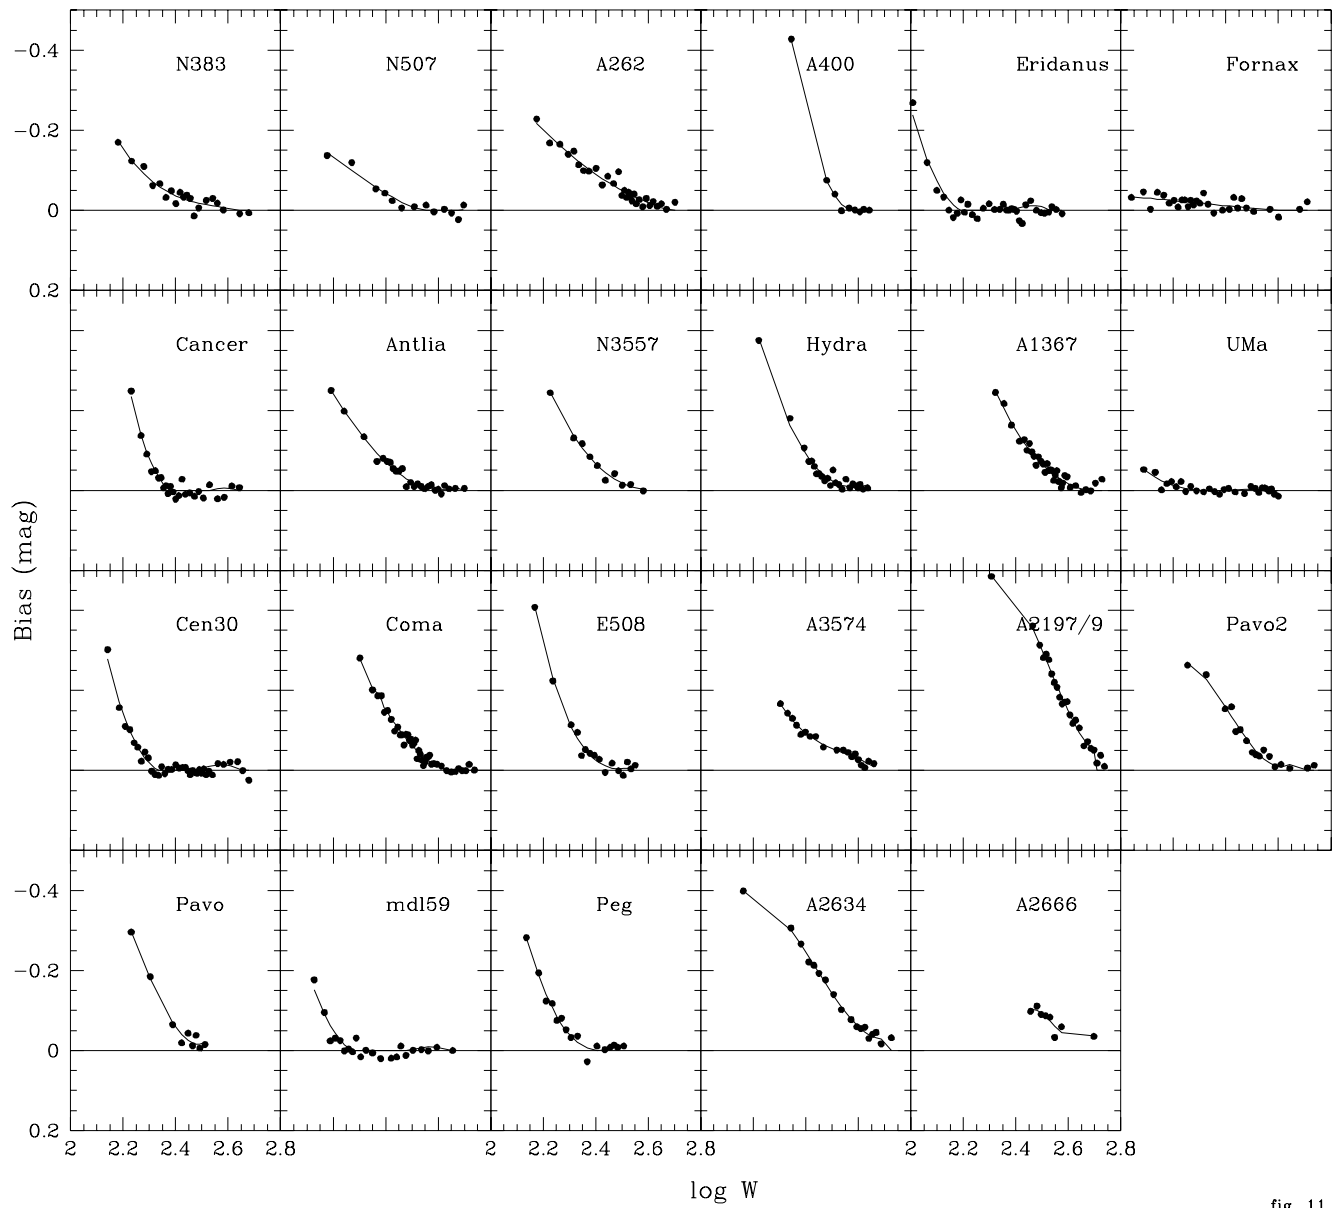 N383 N507 A262 A400 Eridanus Fornax
-0.4
-0.2
0
0.2
Cancer Antlia N3557 Hydra A1367 UMa
Bias (mag)
Cen30 Coma E508 A3574 A2197/9 Pavo2
Pavo mdl59 Peg A2634 A2666
-0.4
-0.2
0
0.2
2 2.2 2.4 2.6 2.8 2 2.2 2.4 2.6 2.8 2 2.2 2.4 2.6 2.8
log W
fig. 11